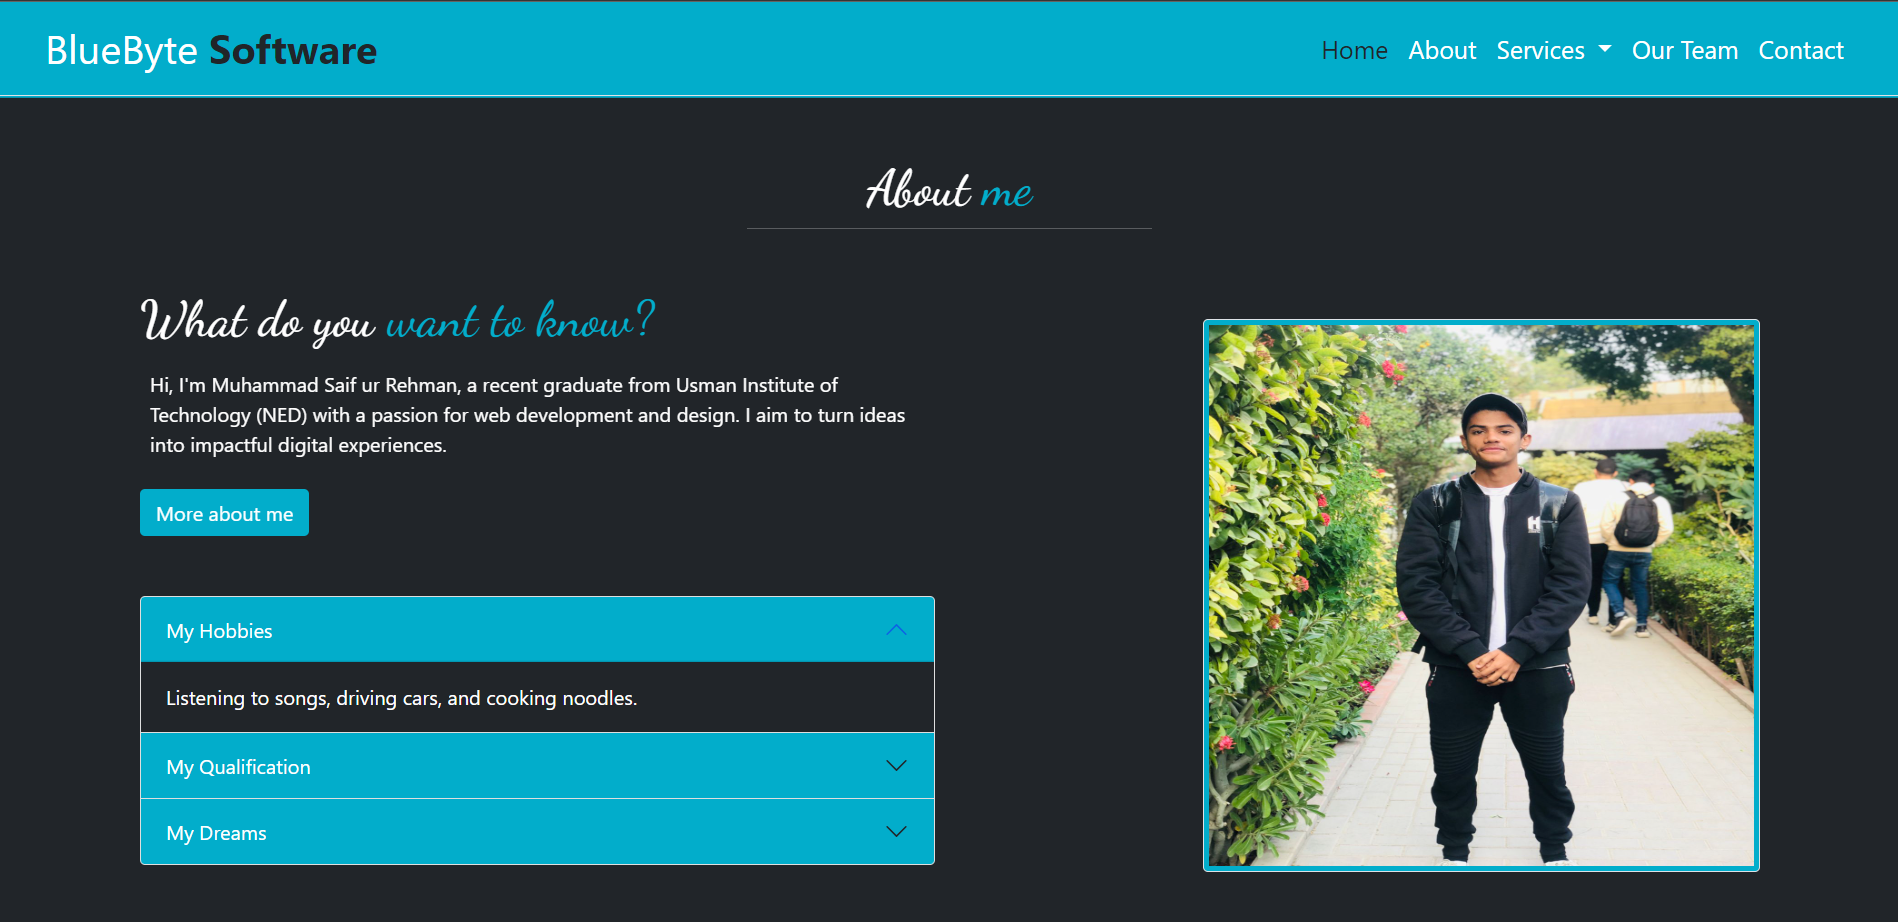 BlueByte Software
Home About Services Our Team Contact
About me
What do you want to know?
Hi, I'm Muhammad Saif ur Rehman, a recent graduate from Usman Institute of
Technology (NED) with a passion for web development and design. I aim to turn ideas
into impactful digital experiences.
More about me
My Hobbies
Listening to songs, driving cars, and cooking noodles.
My Qualification
My Dreams
H